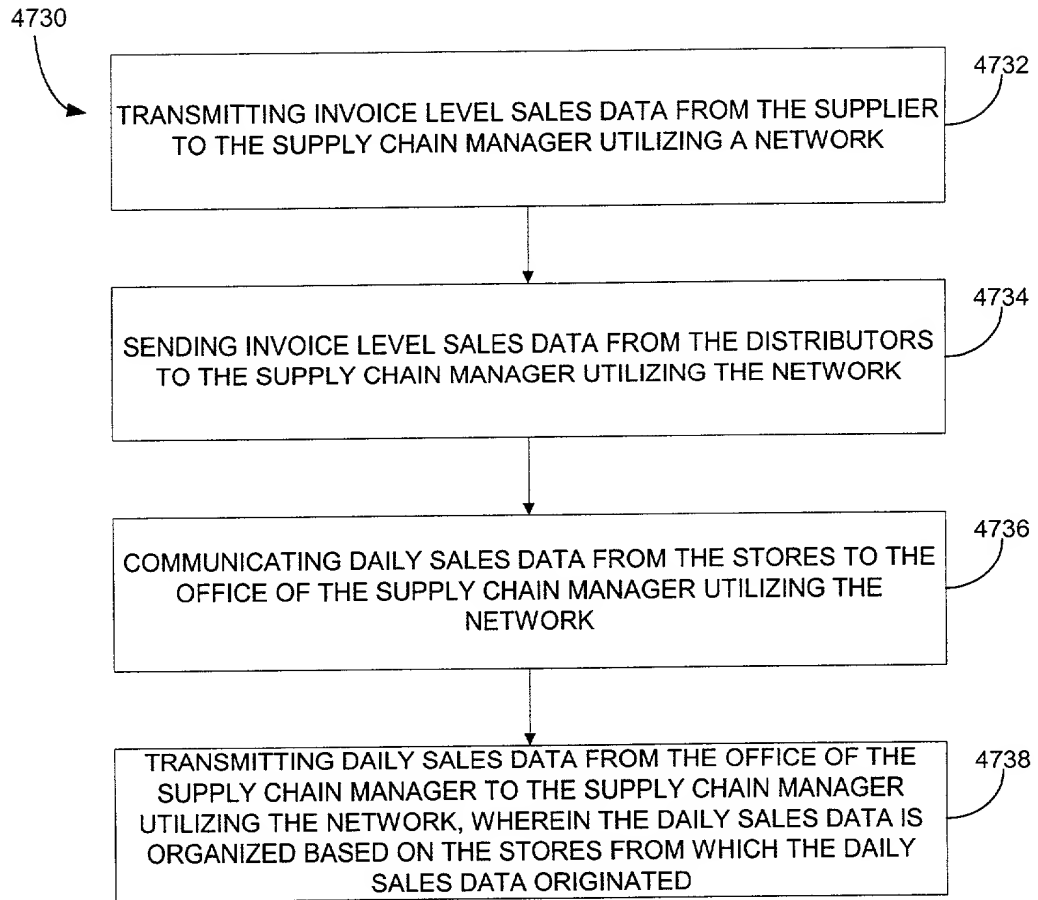 4730
4732
TRANSMITTING INVOICE LEVEL SALES DATA FROM THE SUPPLIER
TO THE SUPPLY CHAIN MANAGER UTILIZING A NETWORK
4734
SENDING INVOICE LEVEL SALES DATA FROM THE DISTRIBUTORS
TO THE SUPPLY CHAIN MANAGER UTILIZING THE NETWORK
4736
COMMUNICATING DAILY SALES DATA FROM THE STORES TO THE
OFFICE OF THE SUPPLY CHAIN MANAGER UTILIZING THE
NETWORK
4738
TRANSMITTING DAILY SALES DATA FROM THE OFFICE OF THE
SUPPLY CHAIN MANAGER TO THE SUPPLY CHAIN MANAGER
UTILIZING THE NETWORK, WHEREIN THE DAILY SALES DATA IS
ORGANIZED BASED ON THE STORES FROM WHICH THE DAILY
SALES DATA ORIGINATED